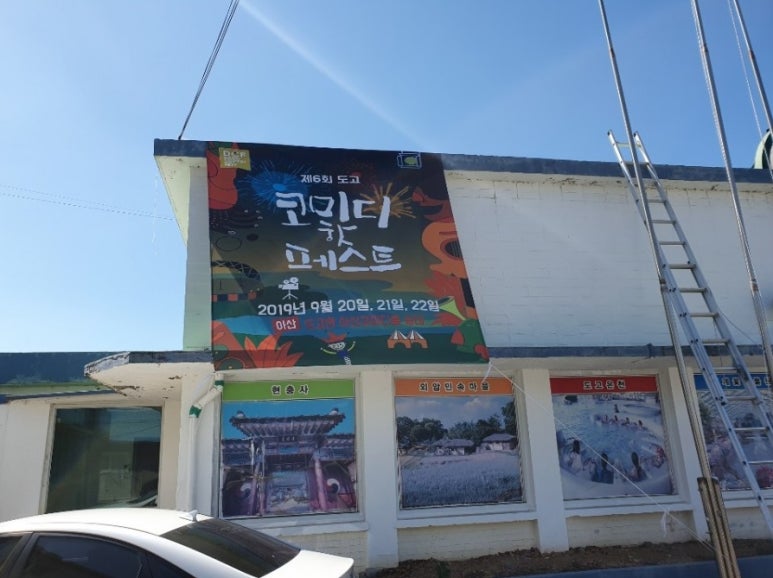 제6회 도고
코미디
핫
페스트
2019년 9월 20일, 21일, 22일
아산
현충사
외암민속마을
도고온천